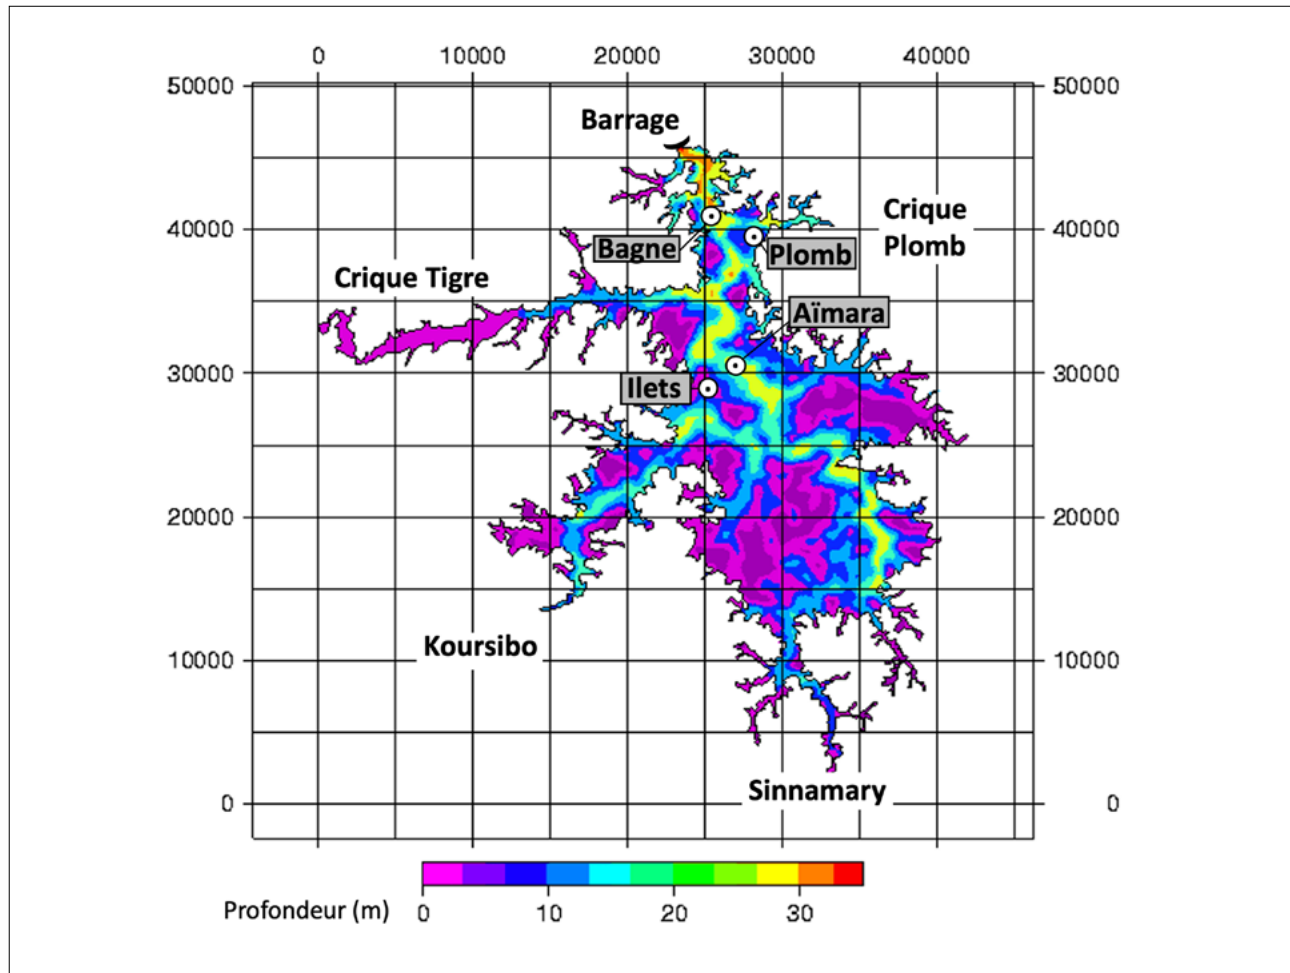 0 10000 20000 30000 40000
50000 50000
Barrage
Crique
Plomb
40000 40000
Bagne
Plomb
Crique Tigre
Aïmara
30000 30000
Ilets
20000 20000
Koursibo
10000 10000
Sinnamary
0 0
Profondeur (m) 0 10 20 30